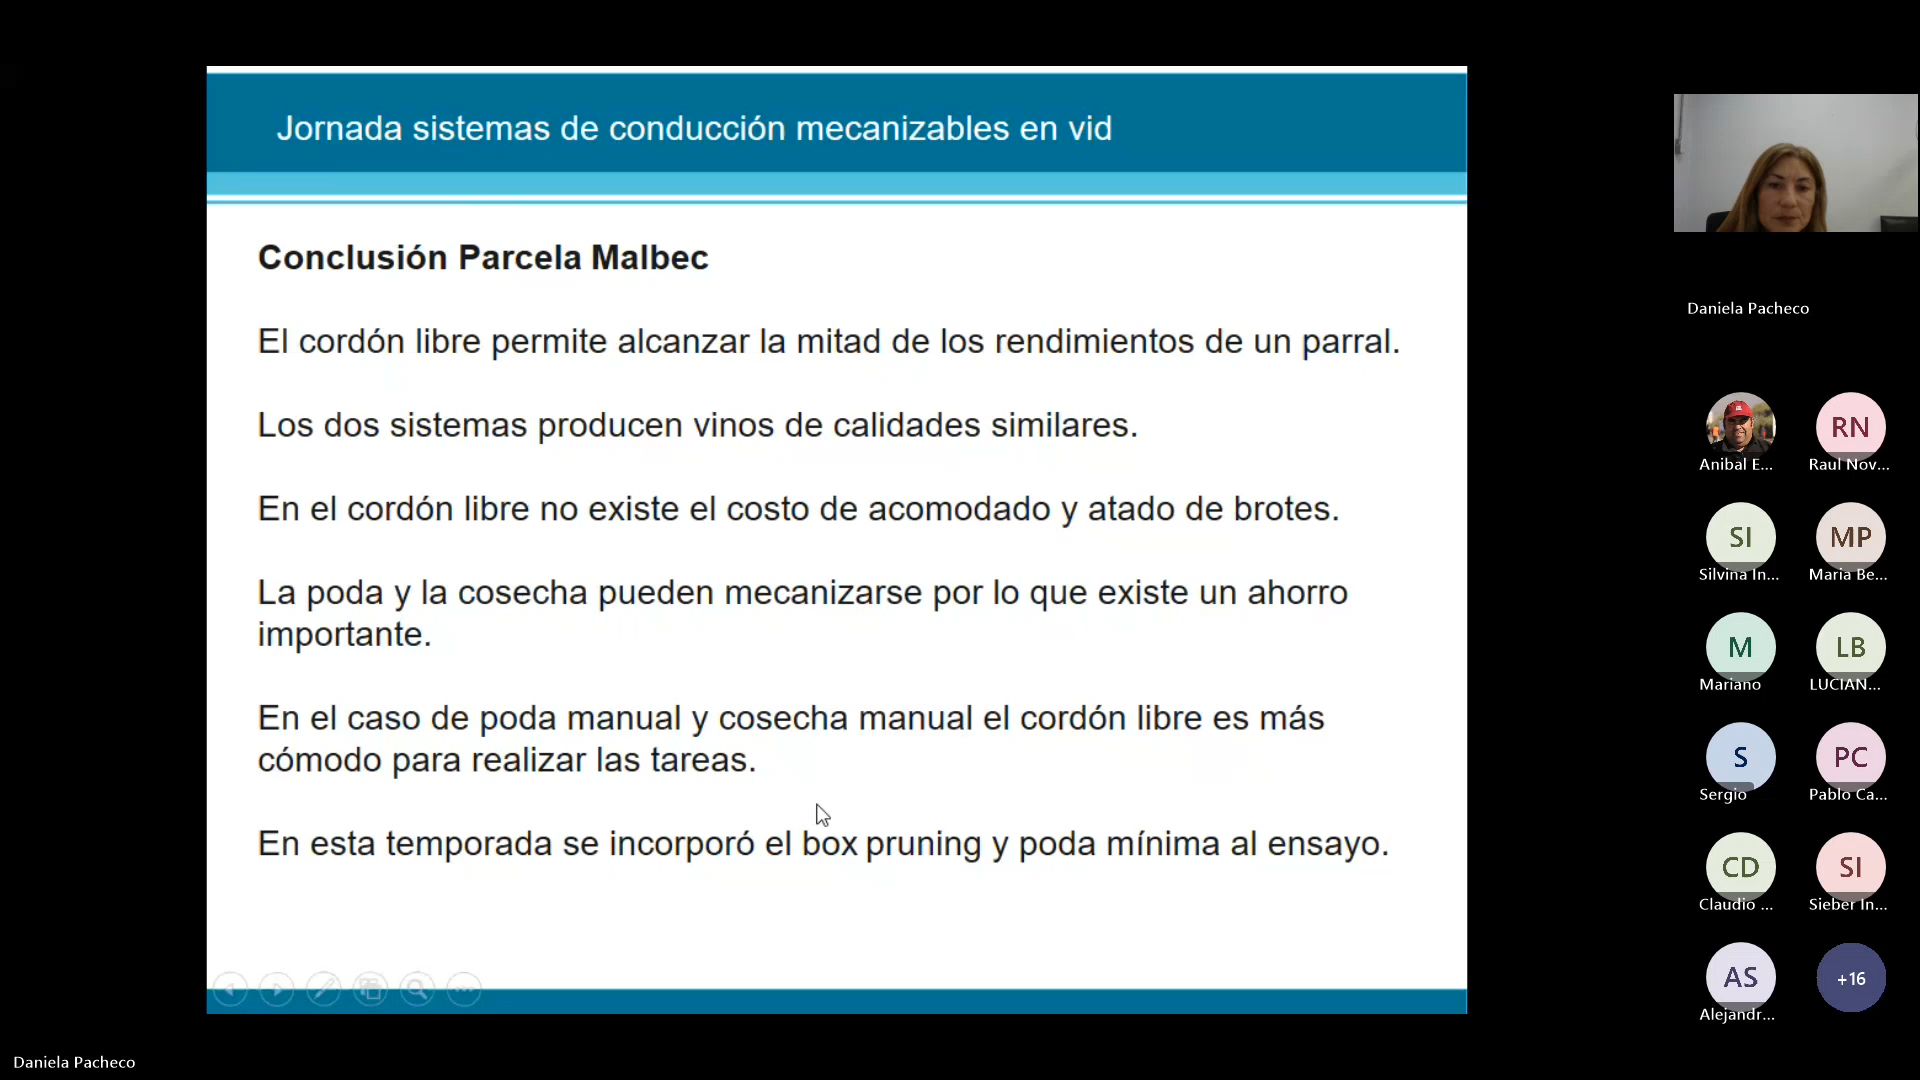 Jornada sistemas de conducción mecanizables en vid
Conclusión Parcela Malbec
El cordón libre permite alcanzar la mitad de los rendimientos de un parral.
Los dos sistemas producen vinos de calidades similares.
En el cordón libre no existe el costo de acomodado y atado de brotes.
La poda y la cosecha pueden mecanizarse por lo que existe un ahorro
importante.
En el caso de poda manual y cosecha manual el cordón libre es más
cómodo para realizar las tareas.
En esta temporada se incorporó el box pruning y poda mínima al ensayo.
Daniela Pacheco
RN
Anibal E...
Raul Nov...
SI
MP
Silvina In...
Maria Be...
M
LB
Mariano
LUCIAN...
S
PC
Sergio
Pablo Ca...
CD
SI
Claudio ...
Sieber In...
AS
+16
Alejandr...
Daniela Pacheco